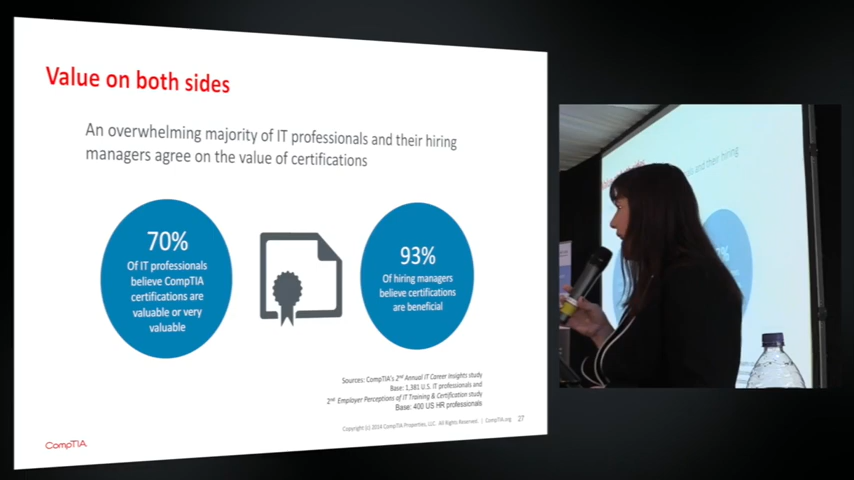 Value on both sides
An overwhelming majority of IT professionals and their hiring
managers agree on the value of certifications
70%
Of IT professionals
believe CompTIA
certifications are
valuable or very
valuable
93%
Of hiring managers
believe certifications
are beneficial
Sources: CompTIA's 2nd Annual IT Career Insights study
Base: 1,381 U.S. IT professionals and
2nd Employer Perceptions of IT Training & Certification study
Base: 400 US HR professionals
Copyright (c) 2014 CompTIA Properties, LLC. All Rights Reserved. | CompTIA.org
27
CompTIA
and their hiring